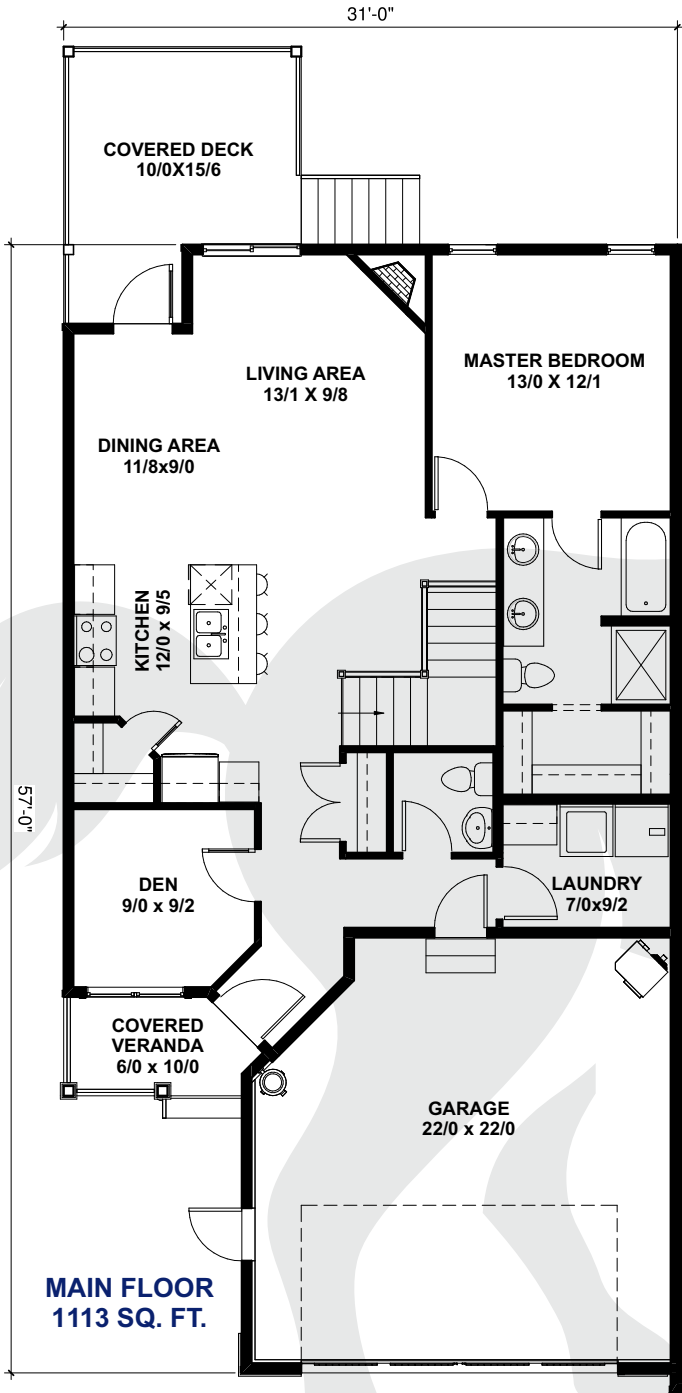 31'-0"
COVERED DECK
10/0X15/6
LIVING AREA
13/1 X 9/8
MASTER BEDROOM
13/0 X 12/1
DINING AREA
11/8x9/0
KITCHEN
12/0 x 9/5
57'-0"
DEN
9/0 x 9/2
LAUNDRY
7/0x9/2
COVERED
VERANDA
6/0 x 10/0
GARAGE
22/0 x 22/0
MAIN FLOOR
1113 SQ. FT.